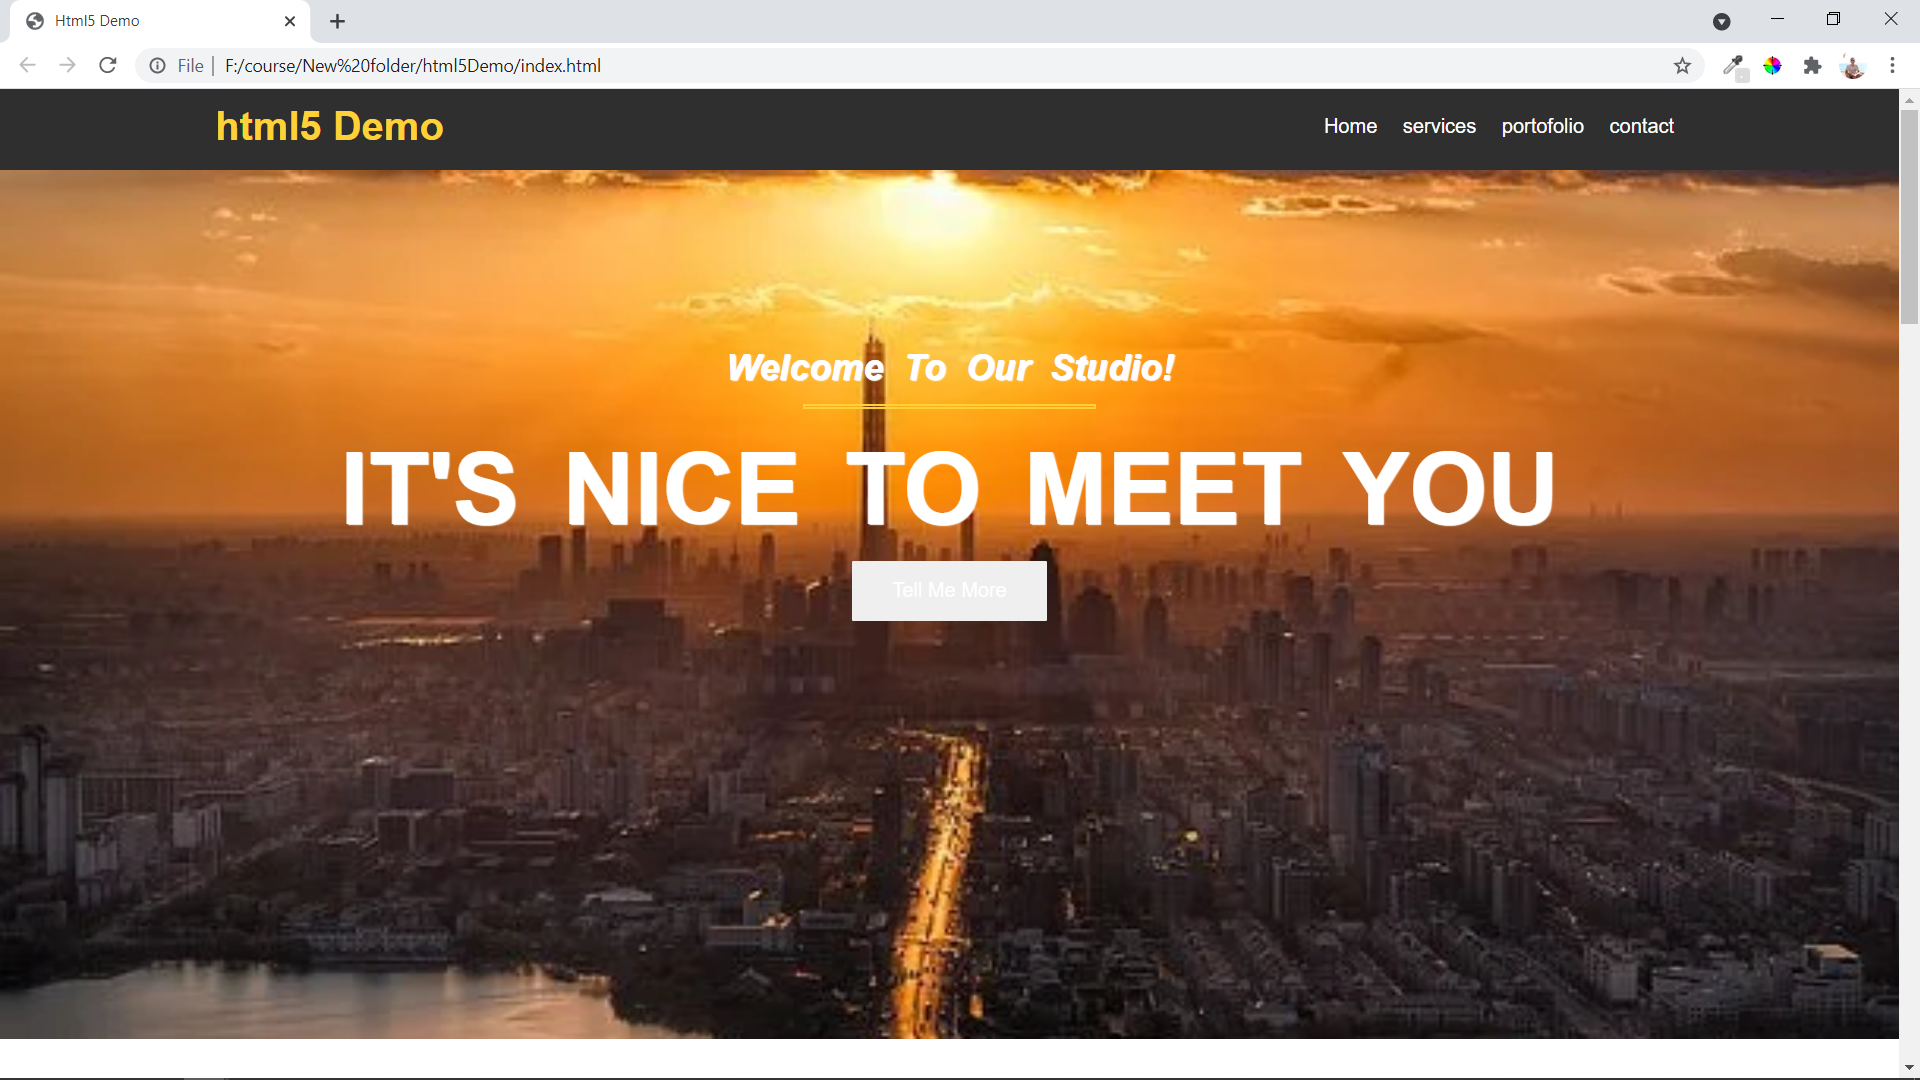 Html5 Demo
File | F:/course/New%20folder/html5Demo/index.html
html5 Demo
Home services portofolio contact
Welcome To Our Studio!
IT'S NICE TO MEET YOU
Tell Me More